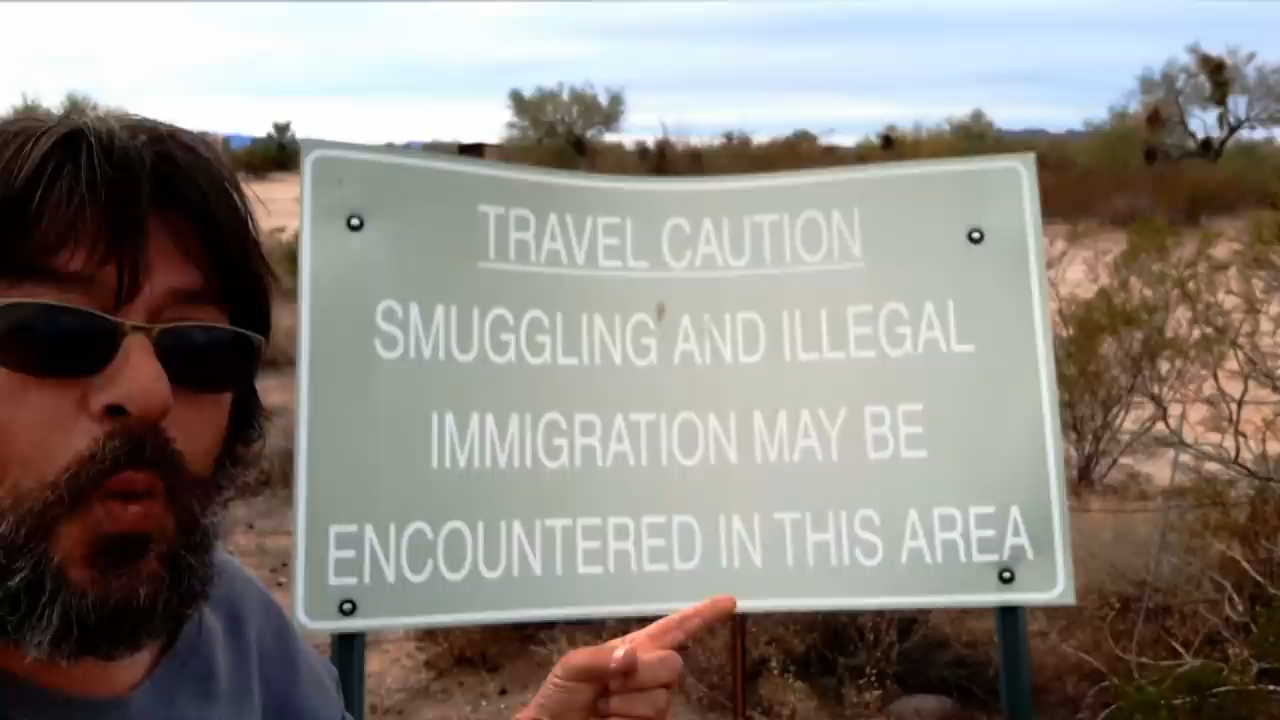 TRAVEL CAUTION
SMUGGLING AND ILLEGAL
IMMIGRATION MAY BE
ENCOUNTERED IN THIS AREA